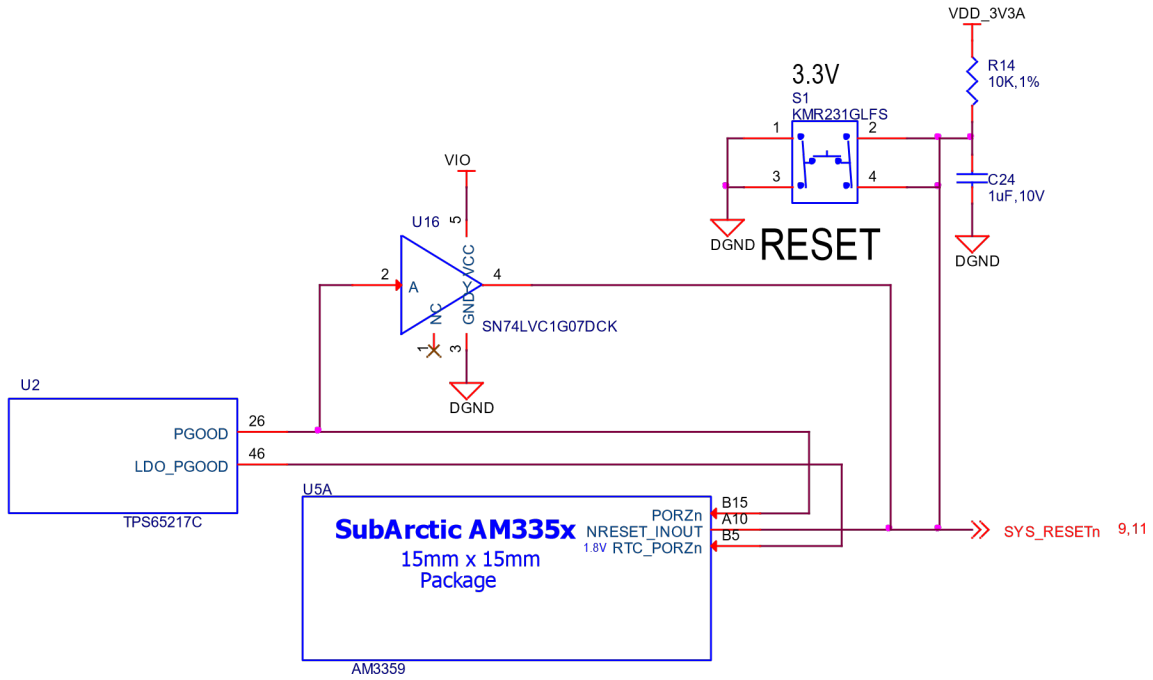 VDD_3V3A
R14
10K,1%
3.3V
S1
KMR231GLFS
1
2
3
4
C24
1uF,10V
DGND
RESET
DGND
VIO
U16
5
VCC
2
A
4
Y
NC
GND
SN74LVC1G07DCK
1
3
DGND
U2
PGOOD
26
LDO_PGOOD
46
TPS65217C
U5A
SubArctic AM335x
15mm x 15mm
Package
PORZn
B15
NRESET_INOUT
A10
1.8V
RTC_PORZn
B5
SYS_RESETn
9,11
AM3359